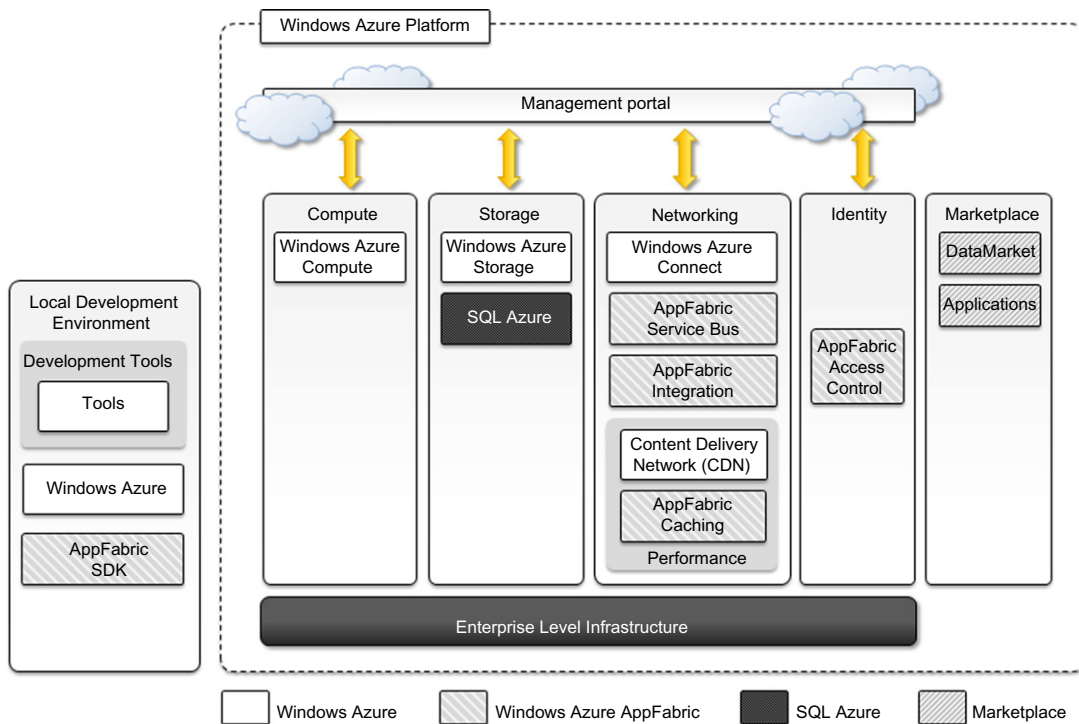 Windows Azure Platform
Management portal
Compute
Windows Azure
Compute
Storage
Windows Azure
Storage
SQL Azure
Networking
Windows Azure
Connect
AppFabric
Service Bus
AppFabric
Integration
Content Delivery
Network (CDN)
AppFabric
Caching
Performance
Identity
AppFabric
Access
Control
Marketplace
DataMarket
Applications
Local Development
Environment
Development Tools
Tools
Windows Azure
AppFabric
SDK
Enterprise Level Infrastructure
Windows Azure
Windows Azure AppFabric
SQL Azure
Marketplace